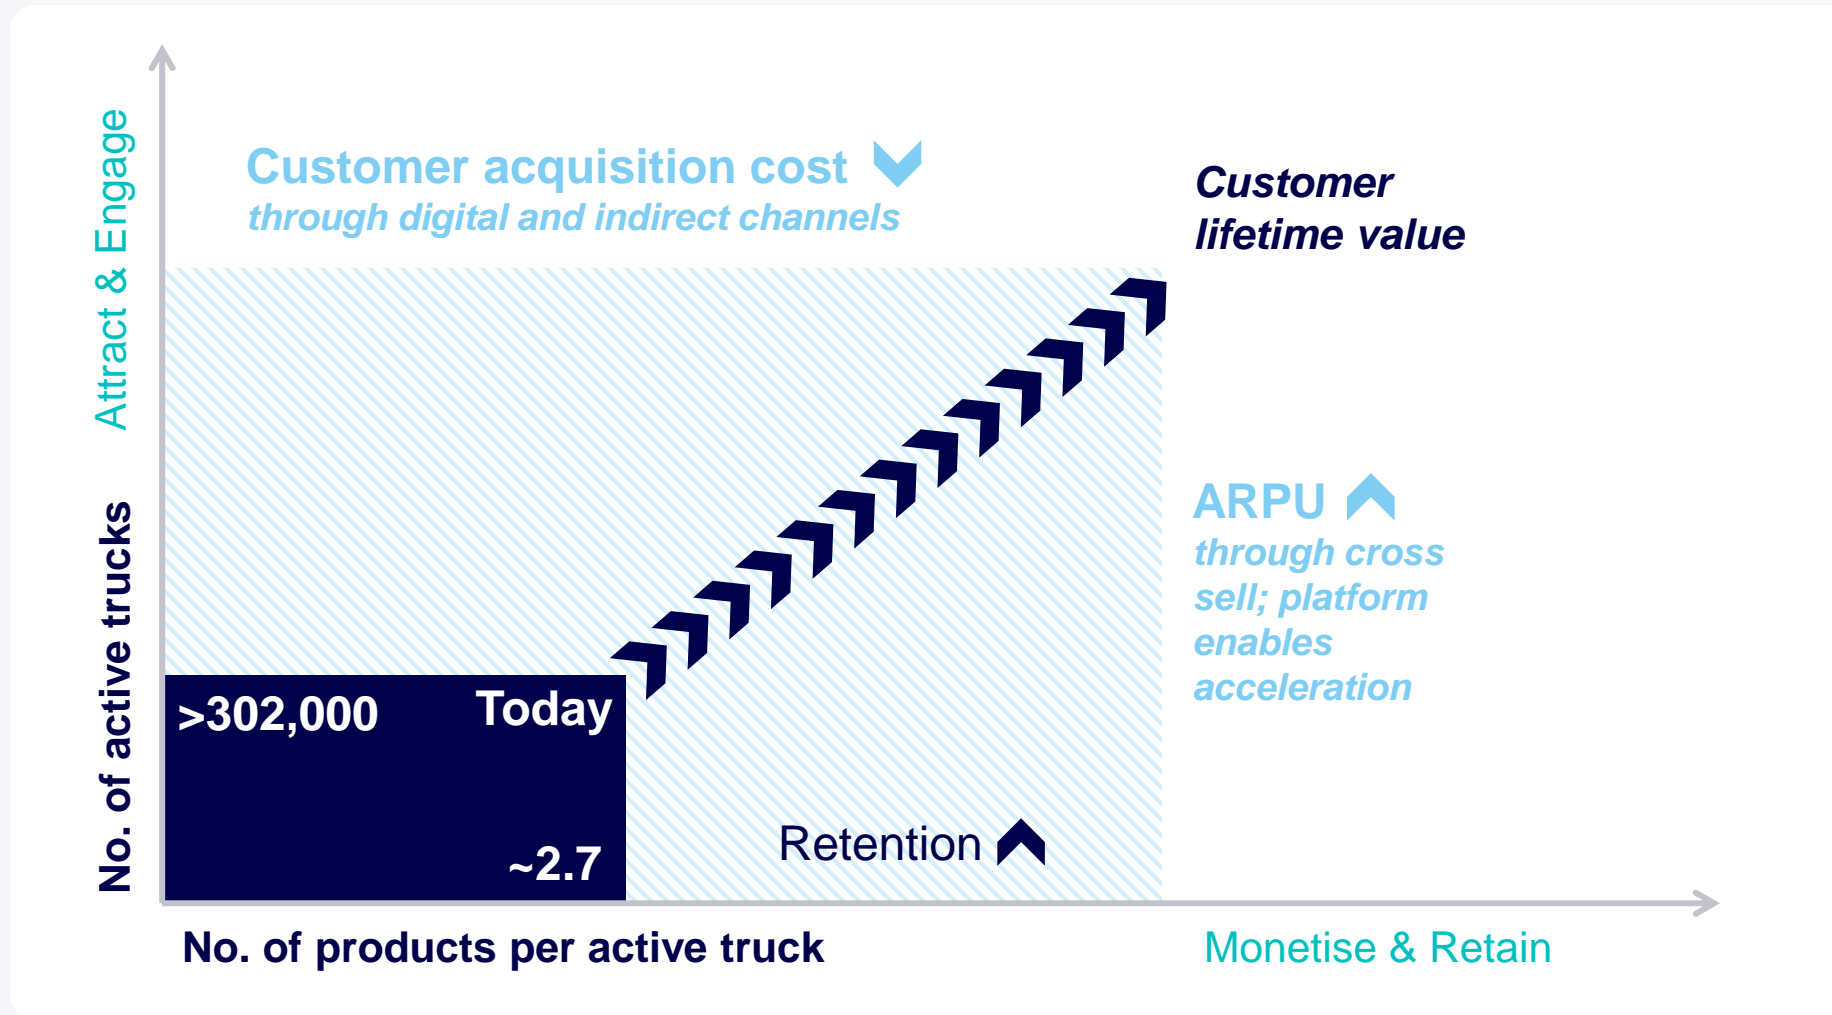 Attract & Engage
No. of active trucks
Customer acquisition cost
through digital and indirect channels
Customer
lifetime value
ARPU
through cross
sell; platform
enables
acceleration
>302,000
Today
~2.7
Retention
No. of products per active truck
Monetise & Retain